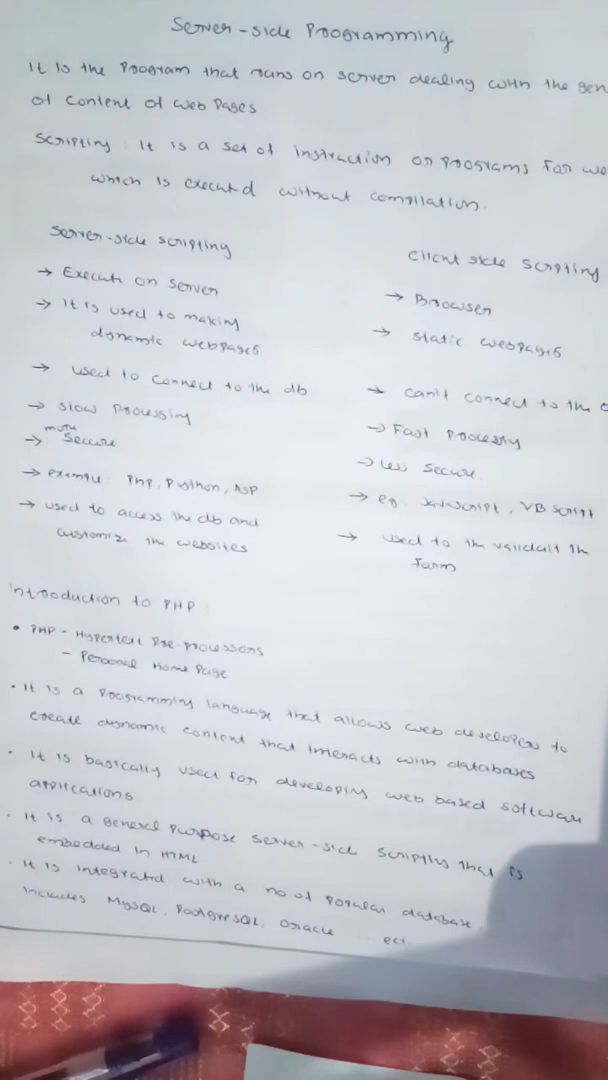 Server-side Programming
It is the Program that runs on server dealing with the gen
of content of web Pages
Scripting: It is a set of instruction or programs for we
which is executed without compilation.
Server-side scripting
→ Execute on server
→ It is used to making
dynamic webpages
→ used to connect to the db
→ slow Processing
→ more Secure
→ example: Php, Python, ASP
→ used to access the db and
customize the websites
client side scripting
→ Browser
→ static webpages
→ can't connect to the
→ Fast Processing
→ Less Secure.
→ eg. Javascript, VB script
→ used to the validate the
form
Introduction to PHP
• PHP - Hypertext Pre-processors
- Personal Home Page
• It is a Programming language that allows web developers to
create dynamic content that interacts with databases
• It is basically used for developing web based software
applications
• It is a general purpose server-side scripting that is
embedded in HTML
• It is integrated with a no of Popular database
includes MySQL, PostgreSQL, Oracle ect